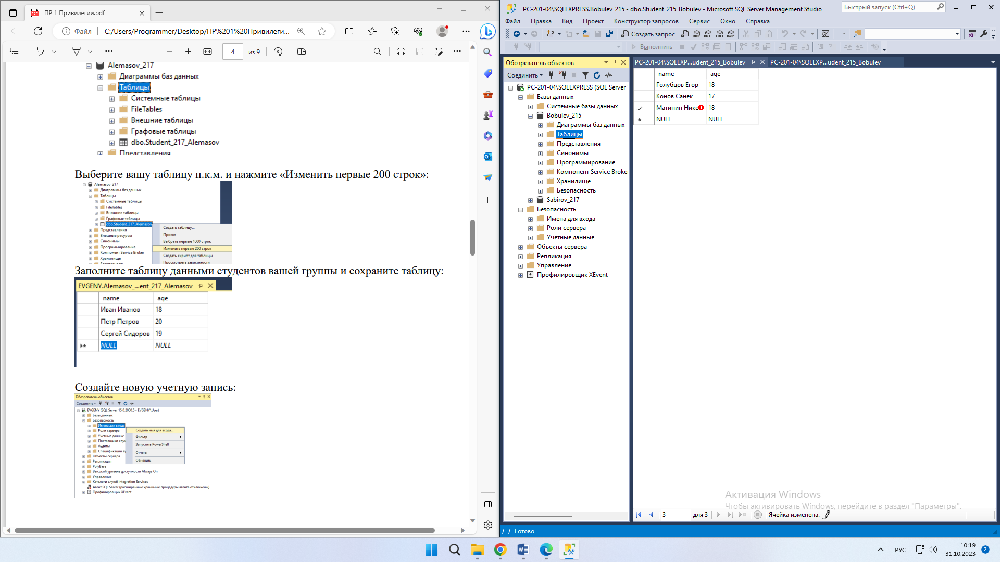 ПР 1 Привилегии.pdf
Файл
C:/Users/Programmer/Desktop/ПР%201%20Привилеги...
4 из 9
Alemasov_217
Диаграммы баз данных
Таблицы
Системные таблицы
FileTables
Внешние таблицы
Графовые таблицы
dbo.Student_217_Alemasov
Представления
Выберите вашу таблицу п.к.м. и нажмите «Изменить первые 200 строк»:
Alemasov_217
Диаграммы баз данных
Таблицы
Системные таблицы
FileTables
Внешние таблицы
Графовые таблицы
dbo.Student_217_Alemasov
Представления
Внешние ресурсы
Синонимы
Программирование
Компонент Service Broker
Хранилище
Безопасность
Создать таблицу...
Проект
Выбрать первые 1000 строк
Изменить первые 200 строк
Создать скрипт для таблицы
Просмотреть зависимости
Заполните таблицу данными студентов вашей группы и сохраните таблицу:
EVGENY.Alemasov_...ent_217_Alemasov
name age
Иван Иванов 18
Петр Петров 20
Сергей Сидоров 19
NULL NULL
Создайте новую учетную запись:
Обозреватель объектов
Соединить
EVGENY (SQL Server 15.0.2000.5 - EVGENY\User)
Базы данных
Безопасность
Имена для входа
Роли сервера
Учетные данные
Поставщики служ
Аудиты
Спецификации ау
Объекты сервера
Репликация
PolyBase
Высокий уровень доступности Always On
Управление
Каталоги служб Integration Services
Агент SQL Server (расширенные хранимые процедуры агента отключены)
Профилировщик XEvent
Создать имя для входа...
Фильтр
Запустить PowerShell
Отчеты
Обновить
PC-201-04\SQLEXPRESS.Bobulev_215 - dbo.Student_215_Bobulev - Microsoft SQL Server Management Studio
Быстрый запуск (Ctrl+Q)
Файл Правка Вид Проект Конструктор запросов Сервис Окно Справка
Создать запрос
MDX DMX XMLA DAX
Выполнить
Обозреватель объектов
Соединить
PC-201-04\SQLEXPRESS (SQL Server
Базы данных
Системные базы данных
Bobulev_215
Диаграммы баз данных
Таблицы
Представления
Синонимы
Программирование
Компонент Service Broker
Хранилище
Безопасность
Sabirov_217
Безопасность
Имена для входа
Роли сервера
Учетные данные
Объекты сервера
Репликация
Управление
Профилировщик XEvent
PC-201-04\SQLEXP...udent_215_Bobulev
PC-201-04\SQLEXP...udent_215_Bobulev
name age
Голубцов Егор 18
Конов Санек 17
Матинин Нике 18
NULL NULL
Активация Windows
Чтобы активировать Windows, перейдите в раздел "Параметры".
3 для 3 Ячейка изменена.
Готово
РУС
10:19
31.10.2023
2